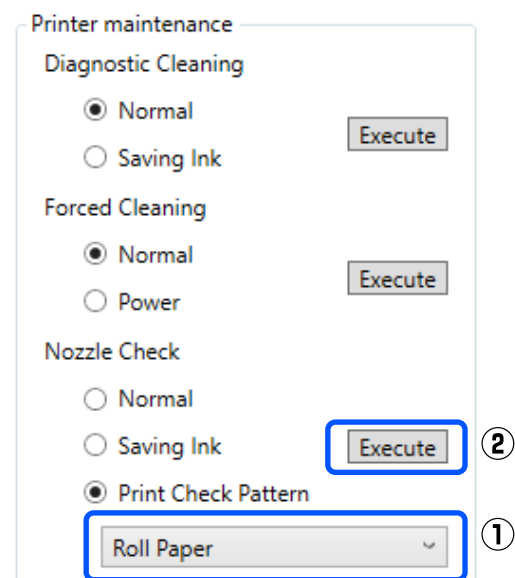 Printer maintenance
Diagnostic Cleaning
Normal
Execute
Saving Ink
Forced Cleaning
Normal
Execute
Power
Nozzle Check
Normal
Saving Ink
Execute
②
Print Check Pattern
Roll Paper
①